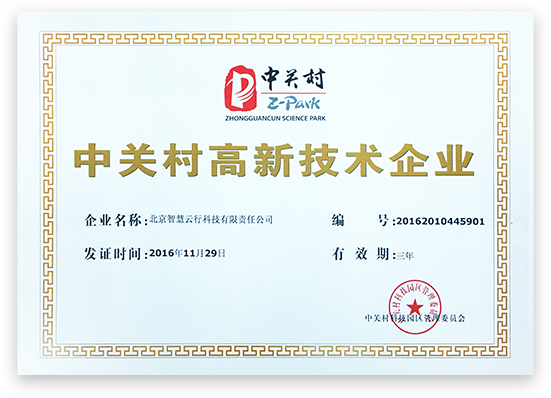 中关村
Z-Park
ZHONGGUANCUN SCIENCE PARK
中关村高新技术企业
企业名称:北京智慧云行科技有限责任公司
编 号:20162010445901
发证时间:2016年11月29日
有 效 期:三年
中关村科技园区管理委员会